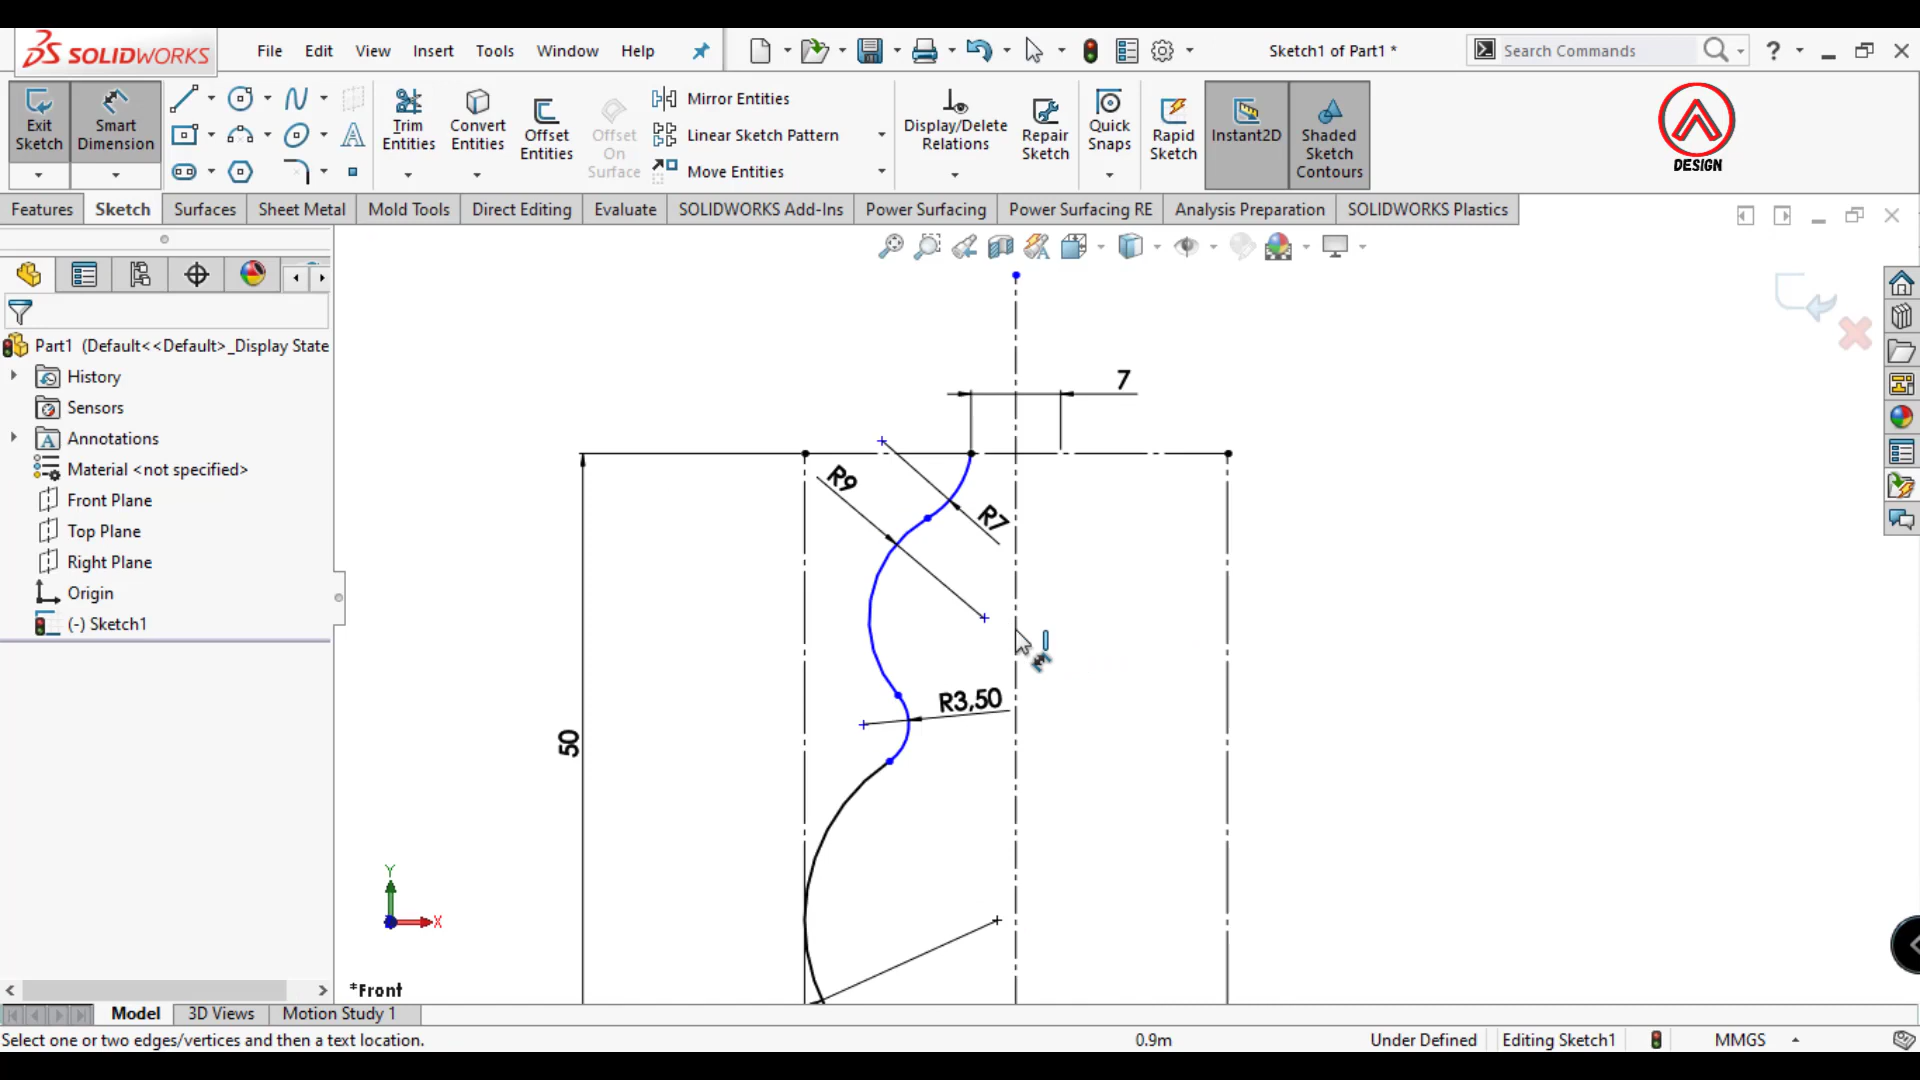 DS SOLIDWORKS
File Edit View Insert Tools Window Help
Sketch1 of Part1 *
Search Commands
?
Exit Sketch
Smart Dimension
Trim Entities
Convert Entities
Offset Entities
Offset On Surface
Mirror Entities
Linear Sketch Pattern
Move Entities
Display/Delete Relations
Repair Sketch
Quick Snaps
Rapid Sketch
Instant2D
Shaded Sketch Contours
DESIGN
Features Sketch Surfaces Sheet Metal Mold Tools Direct Editing Evaluate SOLIDWORKS Add-Ins Power Surfacing Power Surfacing RE Analysis Preparation SOLIDWORKS Plastics
Part1 (Default<<Default>_Display State
History
Sensors
Annotations
Material <not specified>
Front Plane
Top Plane
Right Plane
Origin
(-) Sketch1
7
R9
R7
R3,50
50
Y
X
*Front
Model 3D Views Motion Study 1
Select one or two edges/vertices and then a text location.
0.9m Under Defined Editing Sketch1 MMGS